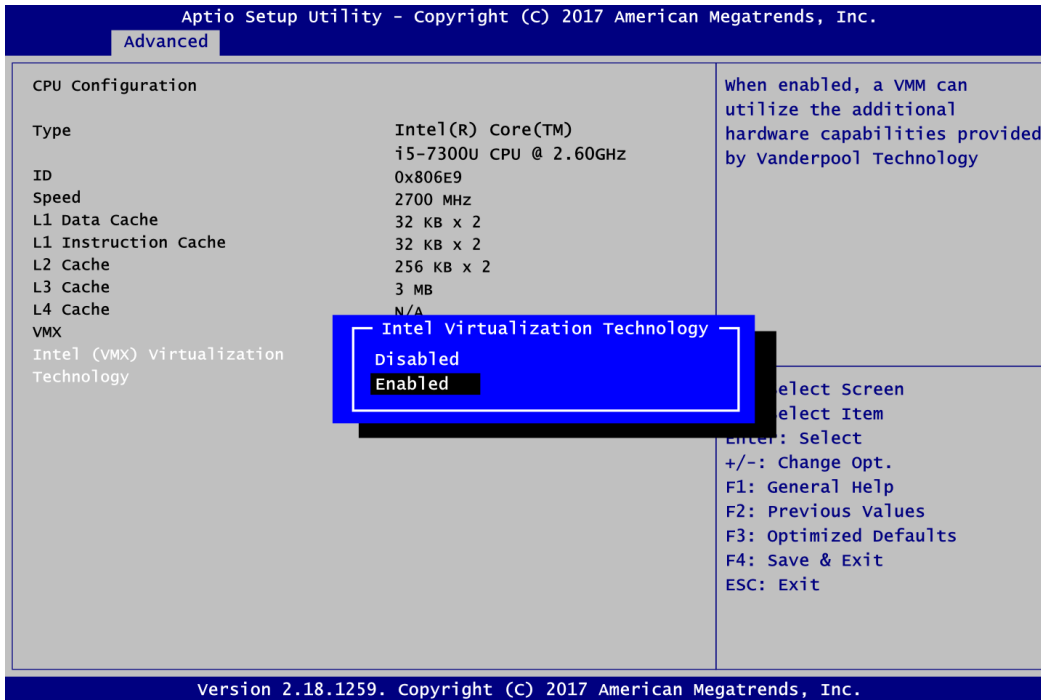 Aptio Setup Utility - Copyright (C) 2017 American Megatrends, Inc.
Advanced
CPU Configuration
Type Intel(R) Core(TM)
i5-7300U CPU @ 2.60GHz
ID 0x806E9
Speed 2700 MHz
L1 Data Cache 32 KB x 2
L1 Instruction Cache 32 KB x 2
L2 Cache 256 KB x 2
L3 Cache 3 MB
L4 Cache N/A
VMX
Intel (VMX) Virtualization
Technology
Intel Virtualization Technology
Disabled
Enabled
When enabled, a VMM can
utilize the additional
hardware capabilities provided
by Vanderpool Technology
elect Screen
elect Item
Enter: Select
+/-: Change Opt.
F1: General Help
F2: Previous Values
F3: Optimized Defaults
F4: Save & Exit
ESC: Exit
Version 2.18.1259. Copyright (C) 2017 American Megatrends, Inc.